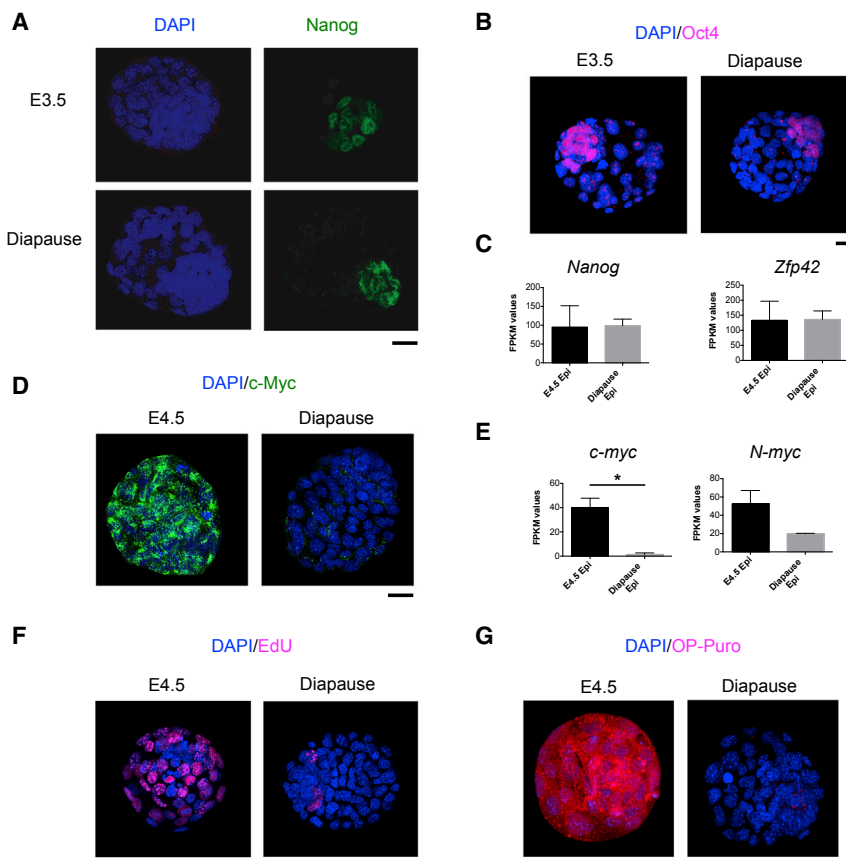 A
DAPI
Nanog
E3.5
Diapause
B
DAPI/Oct4
E3.5
Diapause
C
Nanog
FPKM values
200
150
100
50
0
E4.5 Epi
Diapause
Epi
Zfp42
FPKM values
250
200
150
100
50
0
E4.5 Epi
Diapause
Epi
D
DAPI/c-Myc
E4.5
Diapause
E
c-myc
*
FPKM values
60
40
20
0
E4.5 Epi
Diapause
Epi
N-myc
FPKM values
80
60
40
20
0
E4.5 Epi
Diapause
Epi
F
DAPI/EdU
E4.5
Diapause
G
DAPI/OP-Puro
E4.5
Diapause